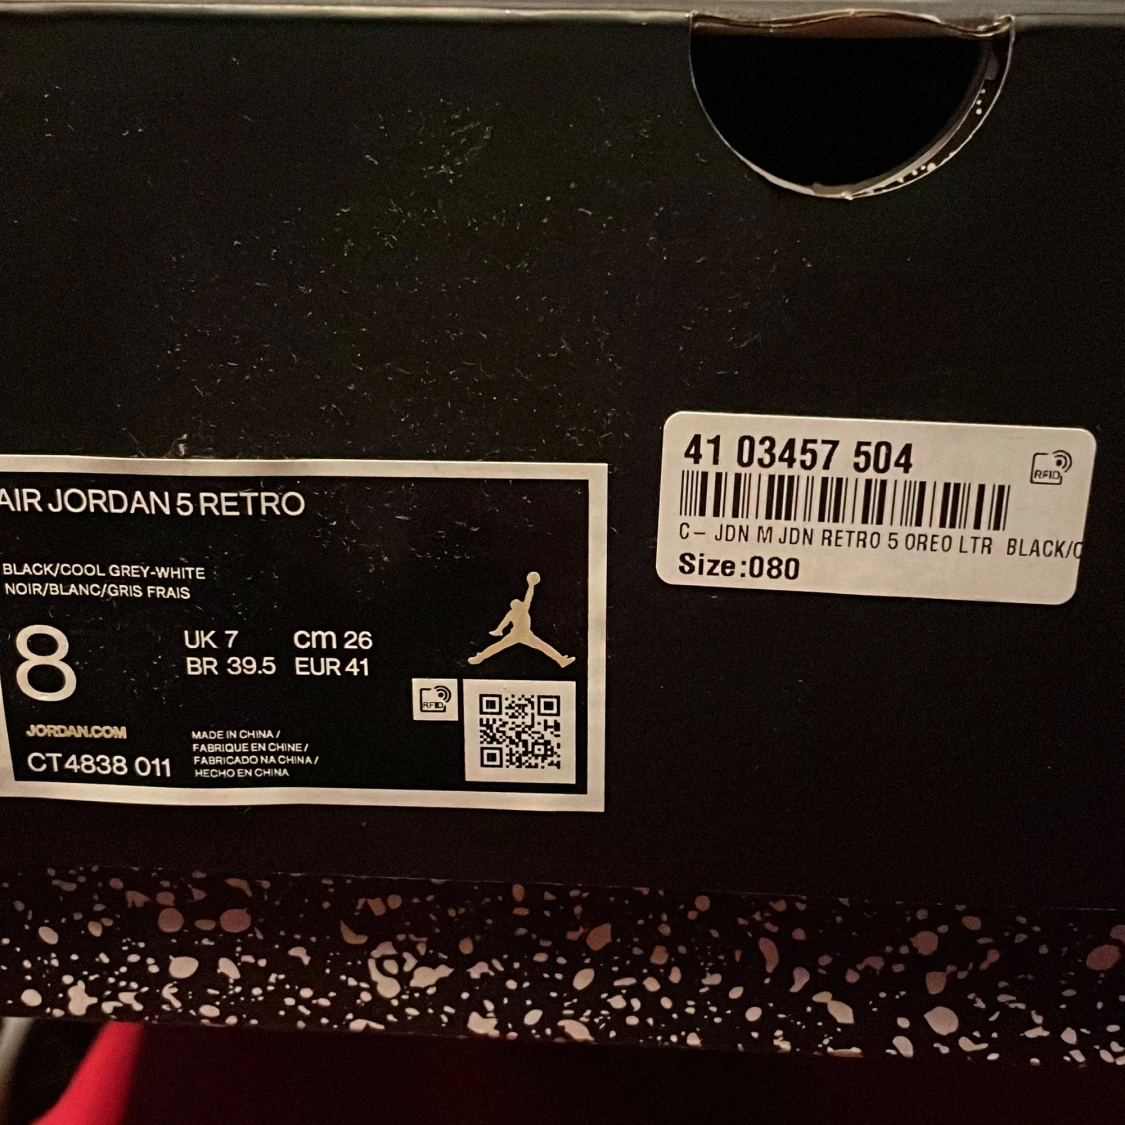 41 03457 504
RFID
C- JDN M JDN RETRO 5 OREO LTR BLACK/C
Size:080
AIR JORDAN 5 RETRO
BLACK/COOL GREY-WHITE
NOIR/BLANC/GRIS FRAIS
8
UK 7 cm 26
BR 39.5 EUR 41
RFID
JORDAN.COM
CT4838 011
MADE IN CHINA /
FABRIQUE EN CHINE /
FABRICADO NA CHINA /
HECHO EN CHINA